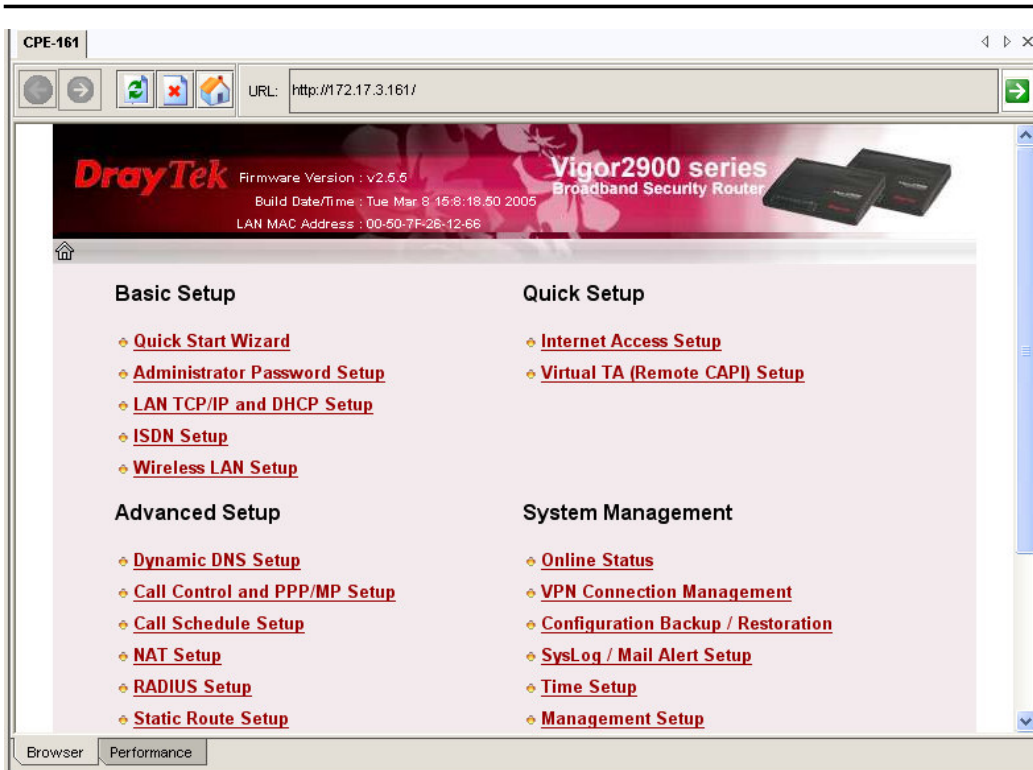 CPE-161
URL: http://172.17.3.161/
DrayTek
Firmware Version : v2.5.5
Build Date/Time : Tue Mar 8 15:8:18.50 2005
LAN MAC Address : 00-50-7F-26-12-66
Vigor2900 series
Broadband Security Router
Basic Setup
Quick Start Wizard
Administrator Password Setup
LAN TCP/IP and DHCP Setup
ISDN Setup
Wireless LAN Setup
Quick Setup
Internet Access Setup
Virtual TA (Remote CAPI) Setup
Advanced Setup
Dynamic DNS Setup
Call Control and PPP/MP Setup
Call Schedule Setup
NAT Setup
RADIUS Setup
Static Route Setup
System Management
Online Status
VPN Connection Management
Configuration Backup / Restoration
SysLog / Mail Alert Setup
Time Setup
Management Setup
Browser
Performance